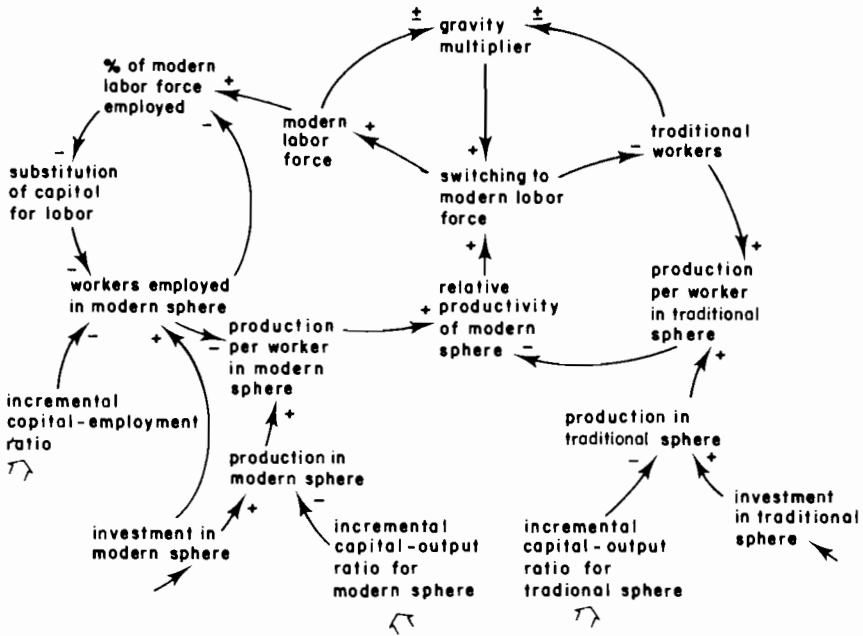 gravity
multiplier
% of modern
labor force
employed
modern
labor
force
traditional
workers
substitution
of capitol
for labor
switching to
modern labor
force
workers employed
in modern sphere
production
per worker
in modern
sphere
relative
productivity
of modern
sphere
production
per worker
in traditional
sphere
incremental
capital-employment
ratio
production in
modern sphere
production in
traditional sphere
investment in
modern sphere
incremental
capital-output
ratio for
modern sphere
incremental
capital-output
ratio for
tradional sphere
investment
in traditional
sphere